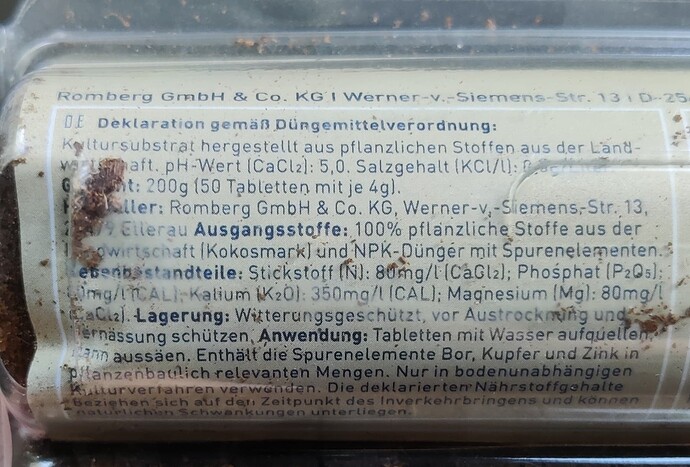 Romberg GmbH & Co. KG | Werner-v.-Siemens-Str. 13 | D-25
DE Deklaration gemäß Düngemittelverordnung:
Kultursubstrat hergestellt aus pflanzlichen Stoffen aus der Land-
pH-Wert (CaCl2): 5,0. Salzgehalt (KCl/l):
200g (50 Tabletten mit je 4g).
Romberg GmbH & Co. KG, Werner-v.-Siemens-Str. 13,
Ellerau Ausgangsstoffe: 100% pflanzliche Stoffe aus der
(Kokosmark) und NPK-Dünger mit Spurenelementen.
Nebenbestandteile: Stickstoff (N): 80mg/l (CaCl2); Phosphat (P2O5):
(CAL); Kalium (K2O): 350mg/l (CAL); Magnesium (Mg): 80mg/l
(CaCl2). Lagerung: Witterungsgeschützt, vor Austrocknung und
Vernässung schützen. Anwendung: Tabletten mit Wasser aufquellen,
dann aussäen. Enthält die Spurenelemente Bor, Kupfer und Zink in
pflanzenbaulich relevanten Mengen. Nur in bodenunabhängigen
Kulturverfahren verwenden. Die deklarierten Nährstoffgehalte
beziehen sich auf den Zeitpunkt des Inverkehrbringens und können
natürlichen Schwankungen unterliegen.